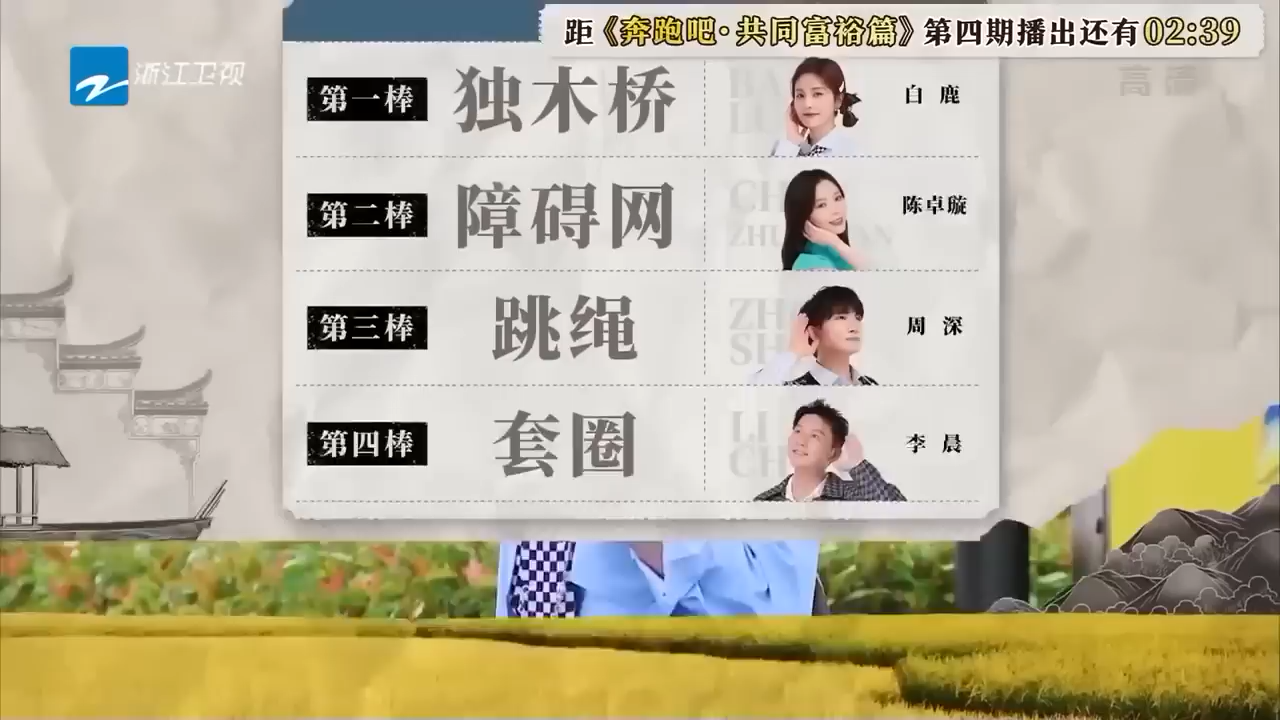 距《奔跑吧·共同富裕篇》第四期播出还有02:39
浙江卫视
高清
第一棒 独木桥 白鹿
第二棒 障碍网 陈卓璇
第三棒 跳绳 周深
第四棒 套圈 李晨